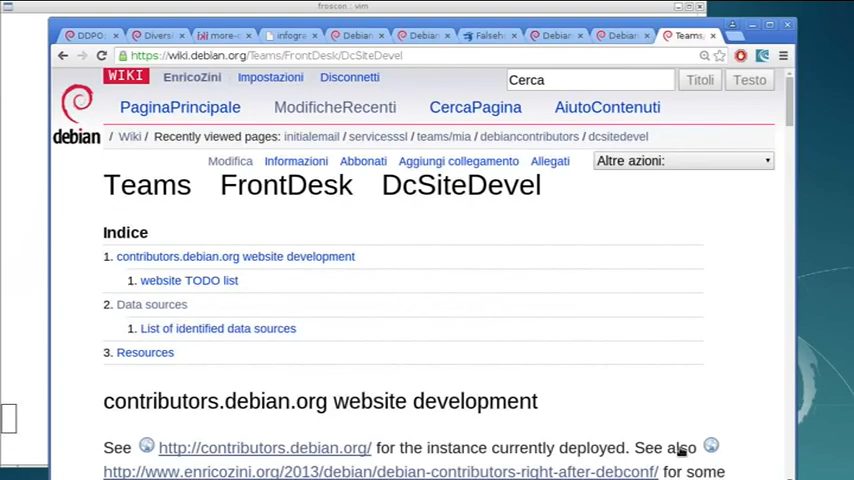 froscon : vim
DDPO:
Diversi
more-c
infogra
Debian
Debian
Falseh
Debian
Debian
Teams
https://wiki.debian.org/Teams/FrontDesk/DcSiteDevel
WIKI EnricoZini Impostazioni Disconnetti
Cerca Titoli Testo
PaginaPrincipale ModificheRecenti CercaPagina AiutoContenuti
debian
/ Wiki / Recently viewed pages: initialemail / servicesssl / teams/mia / debiancontributors / dcsitedevel
Modifica Informazioni Abbonati Aggiungi collegamento Allegati Altre azioni:
Teams FrontDesk DcSiteDevel
Indice
1. contributors.debian.org website development
1. website TODO list
2. Data sources
1. List of identified data sources
3. Resources
contributors.debian.org website development
See http://contributors.debian.org/ for the instance currently deployed. See also
http://www.enricozini.org/2013/debian/debian-contributors-right-after-debconf/ for some